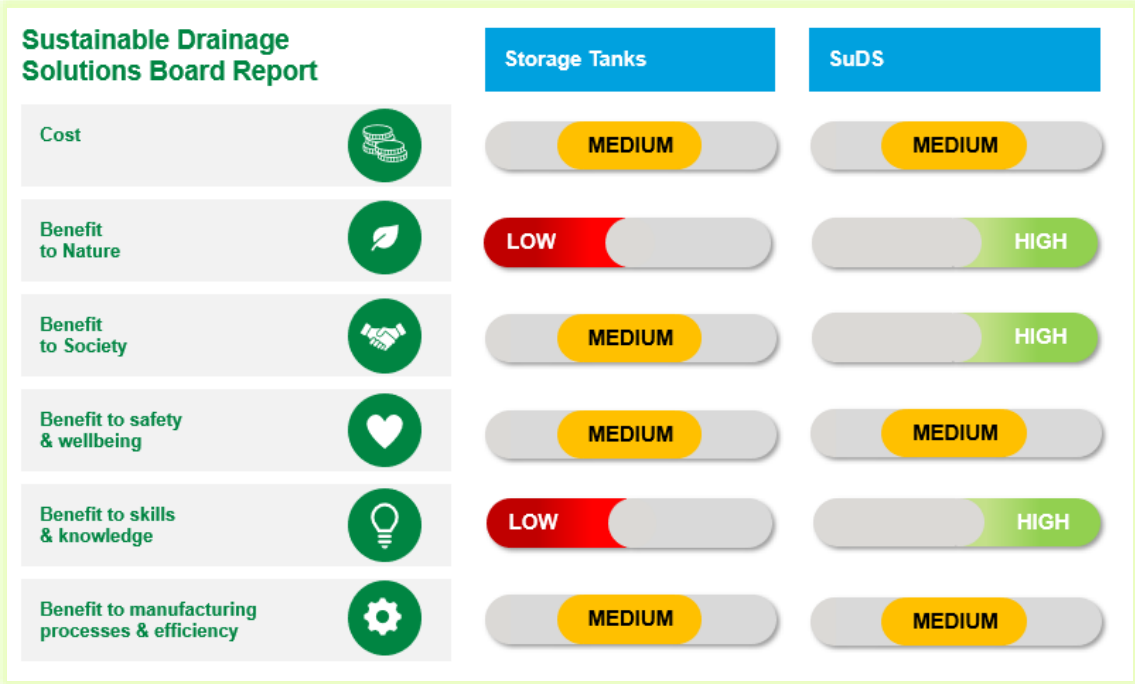 Sustainable Drainage
Solutions Board Report
Storage Tanks
SuDS
Cost
MEDIUM
MEDIUM
Benefit
to Nature
LOW
HIGH
Benefit
to Society
MEDIUM
HIGH
Benefit to safety
& wellbeing
MEDIUM
MEDIUM
Benefit to skills
& knowledge
LOW
HIGH
Benefit to manufacturing
processes & efficiency
MEDIUM
MEDIUM